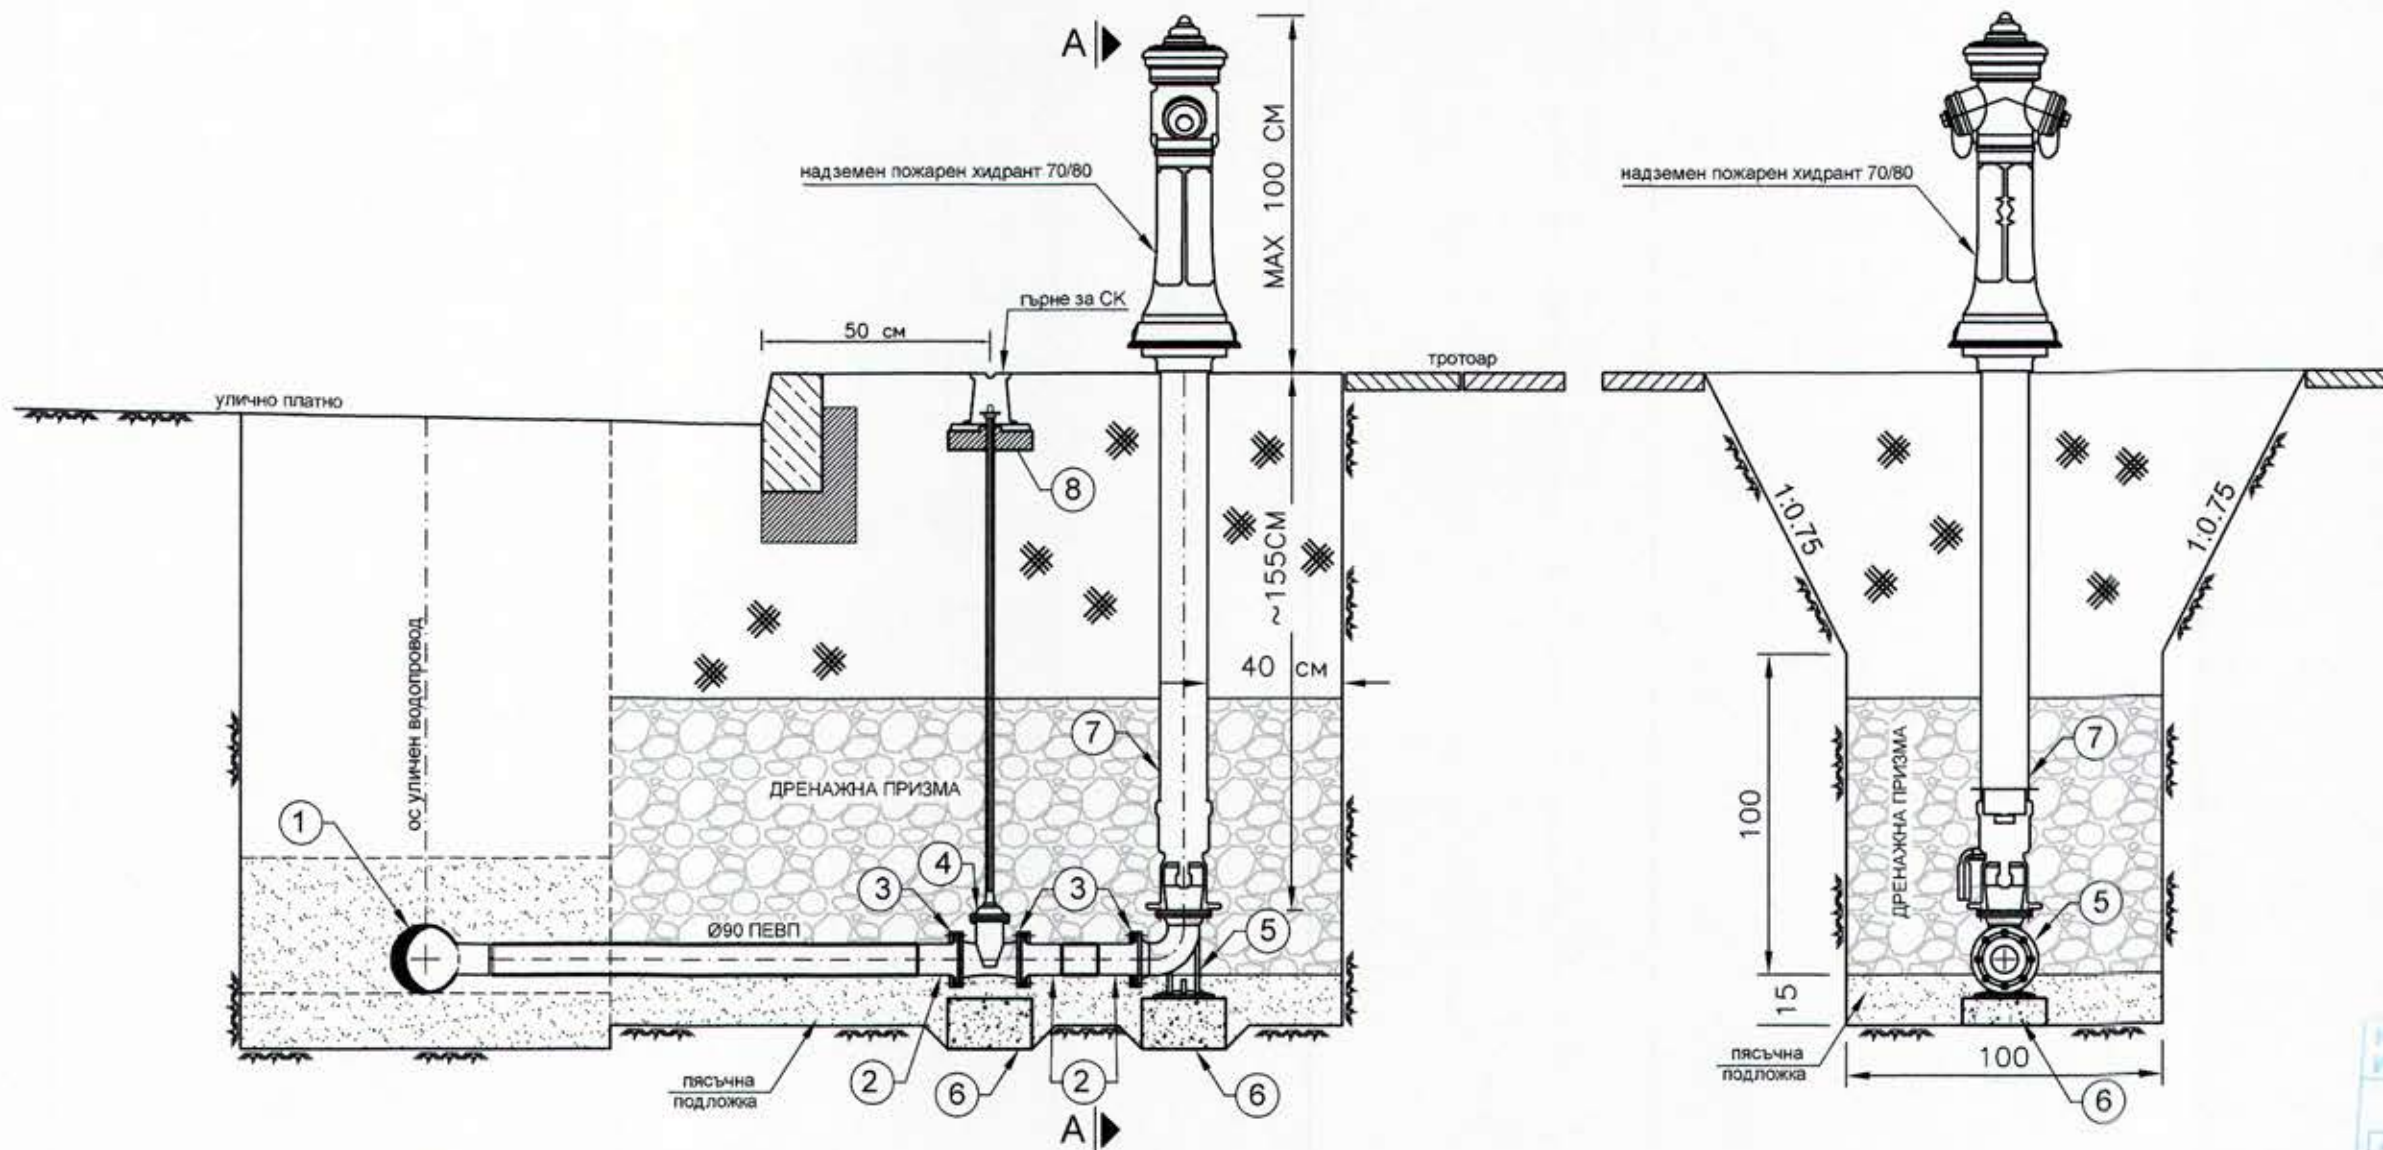 A
надземен пожарен хидрант 70/80
MAX 100 СМ
гърне за СК
50 см
улично платно
тротоар
8
~155СМ
40 см
ос уличен водопровод
7
ДРЕНАЖНА ПРИЗМА
1
4
3
3
Ø90 ПЕВП
5
пясъчна
подложка
2
6
2
6
A
надземен пожарен хидрант 70/80
1:0.75
1:0.75
7
100
ДРЕНАЖНА ПРИЗМА
5
15
пясъчна
подложка
100
6